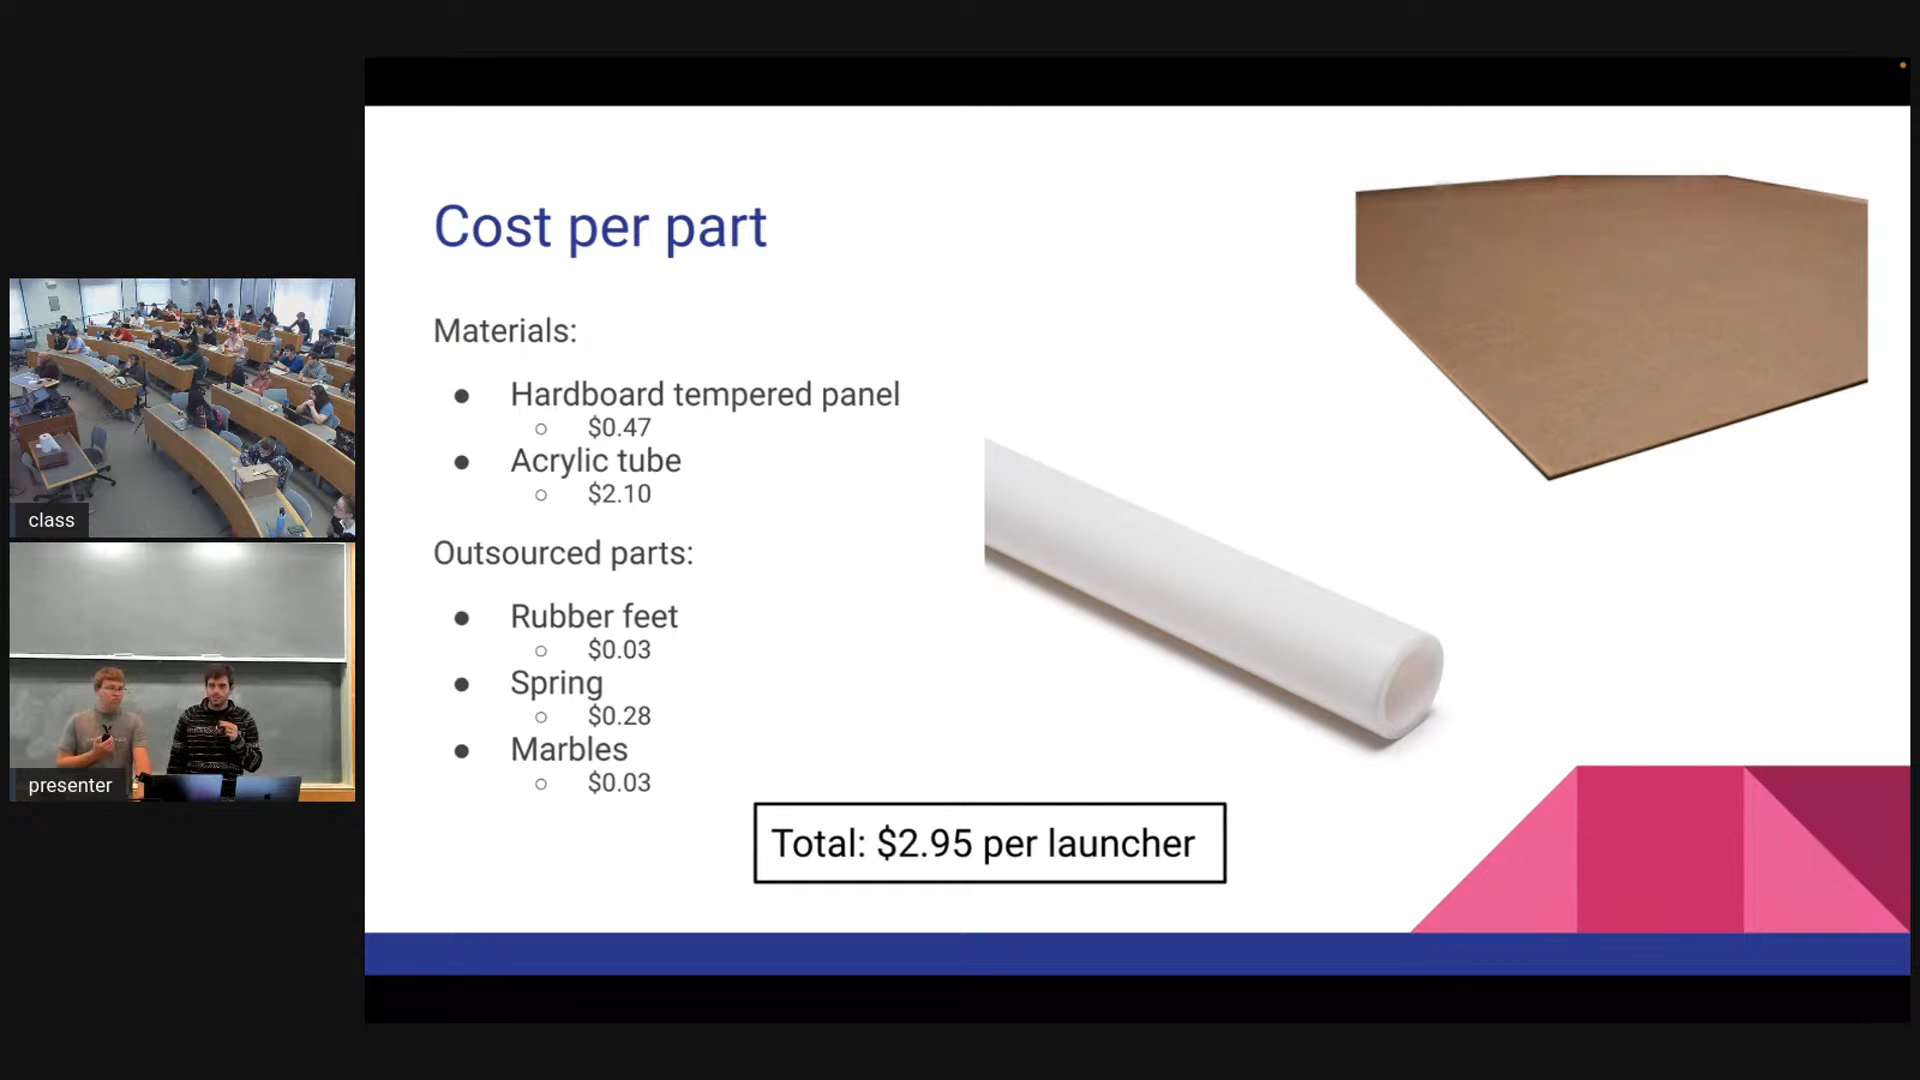 Cost per part
Materials:
● Hardboard tempered panel
○ $0.47
● Acrylic tube
○ $2.10
Outsourced parts:
● Rubber feet
○ $0.03
● Spring
○ $0.28
● Marbles
○ $0.03
Total: $2.95 per launcher
class
presenter